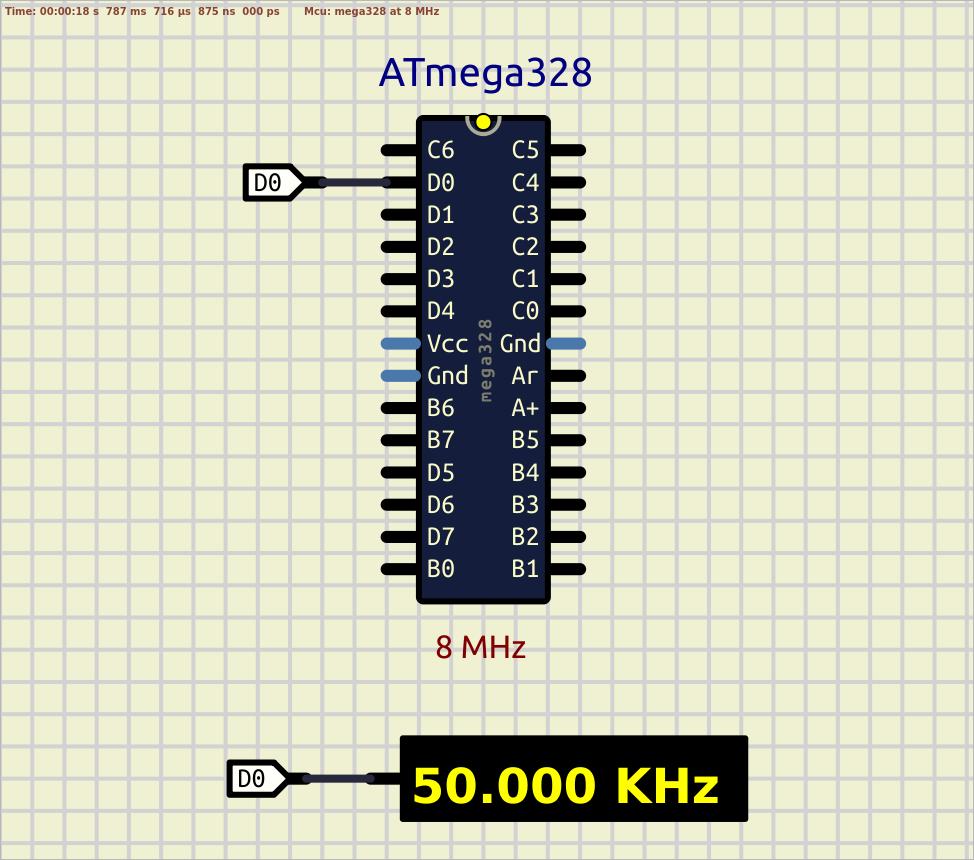 Time: 00:00:18 s 787 ms 716 µs 875 ns 000 ps Mcu: mega328 at 8 MHz
ATmega328
C6 C5
D0 D0 C4
D1 C3
D2 C2
D3 C1
D4 C0
Vcc Gnd
mega328
Gnd Ar
B6 A+
B7 B5
D5 B4
D6 B3
D7 B2
B0 B1
8 MHz
D0 50.000 KHz